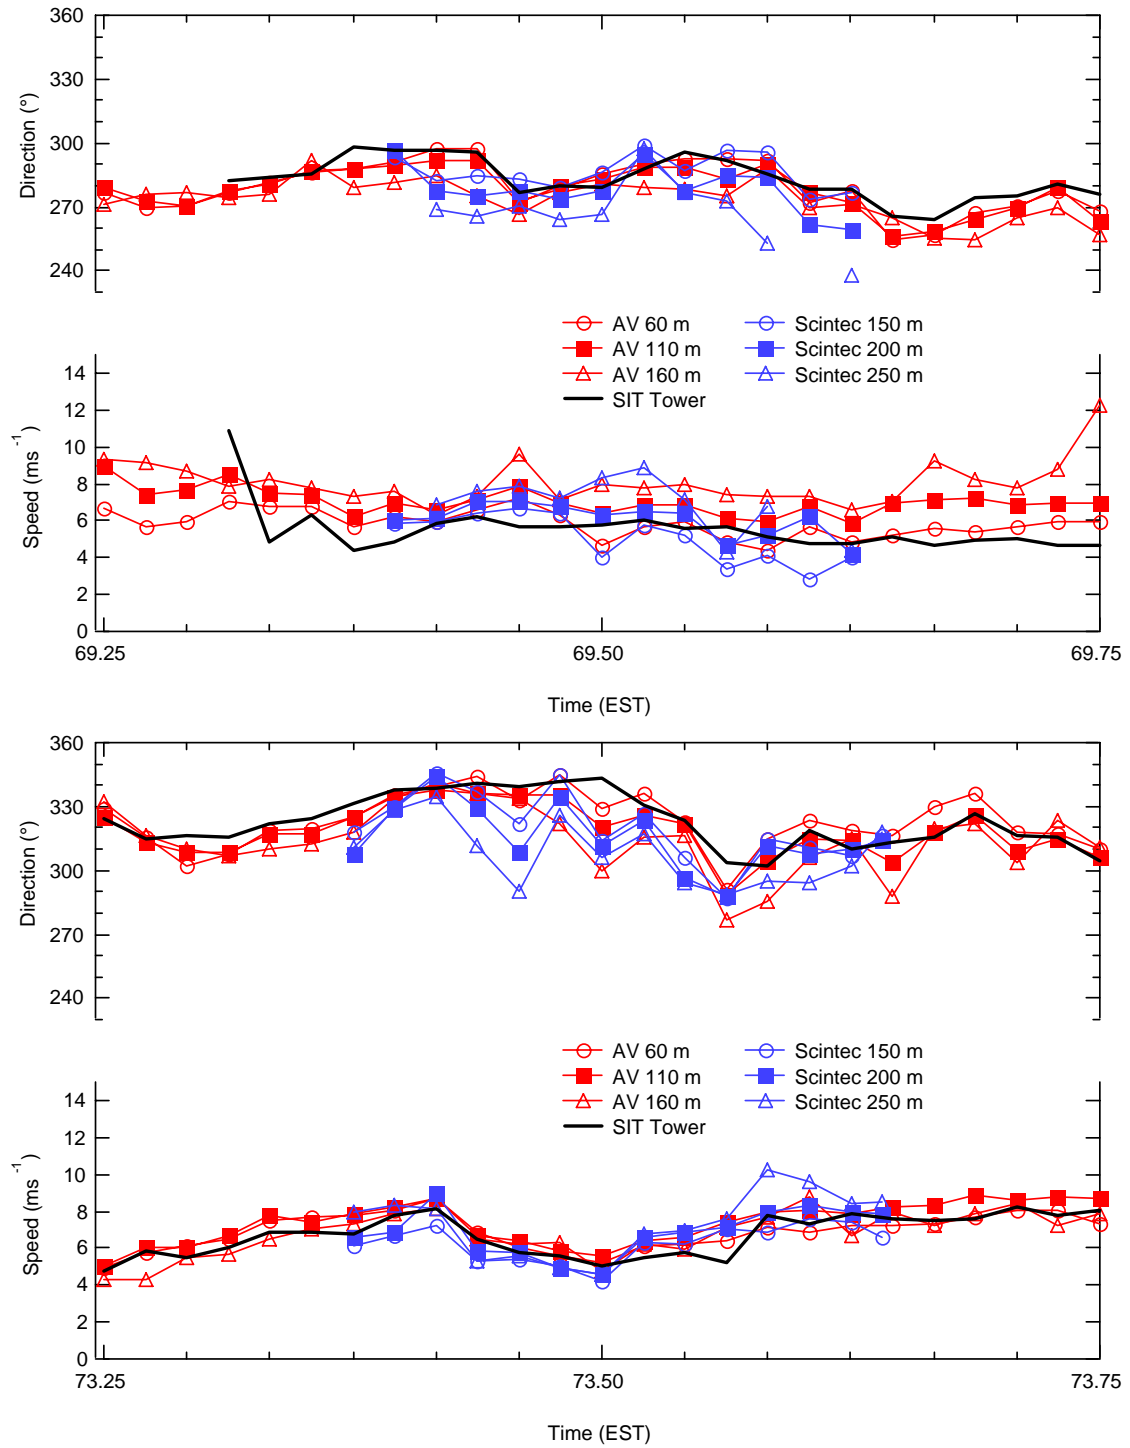 360
330
300
270
240
Direction (°)
AV 60 m
AV 110 m
AV 160 m
SIT Tower
Scintec 150 m
Scintec 200 m
Scintec 250 m
14
12
10
8
6
4
2
0
Speed (ms⁻¹)
69.25
69.50
69.75
Time (EST)
360
330
300
270
240
Direction (°)
AV 60 m
AV 110 m
AV 160 m
SIT Tower
Scintec 150 m
Scintec 200 m
Scintec 250 m
14
12
10
8
6
4
2
0
Speed (ms⁻¹)
73.25
73.50
73.75
Time (EST)